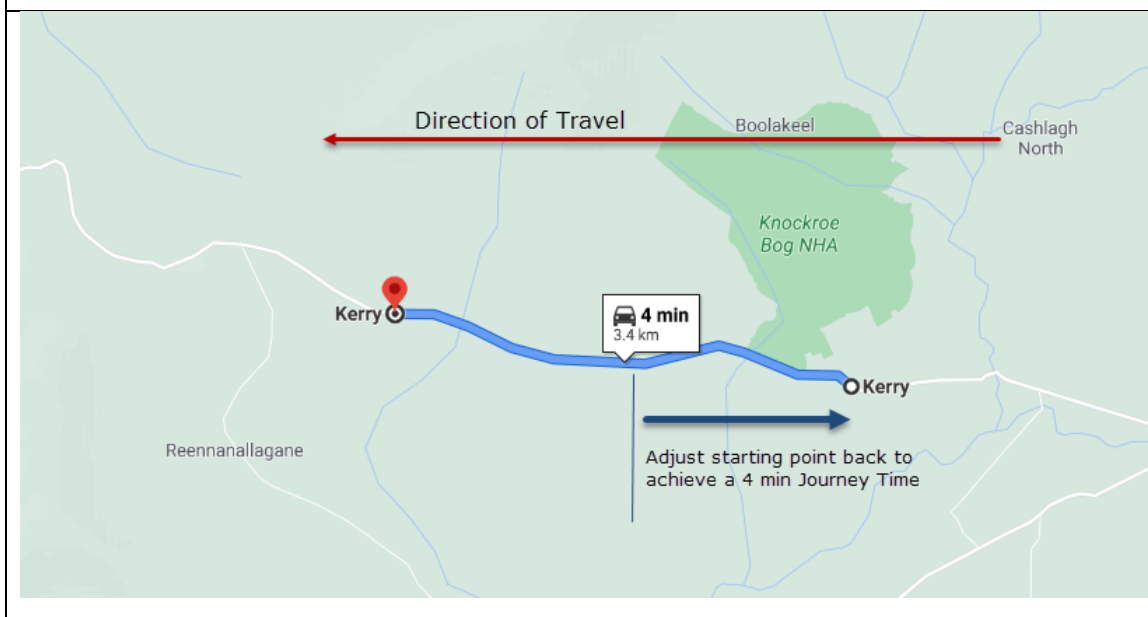 Direction of Travel
Boolakeel
Cashlagh
North
Knockroe
Bog NHA
Kerry
4 min
3.4 km
Kerry
Reennanallagane
Adjust starting point back to
achieve a 4 min Journey Time